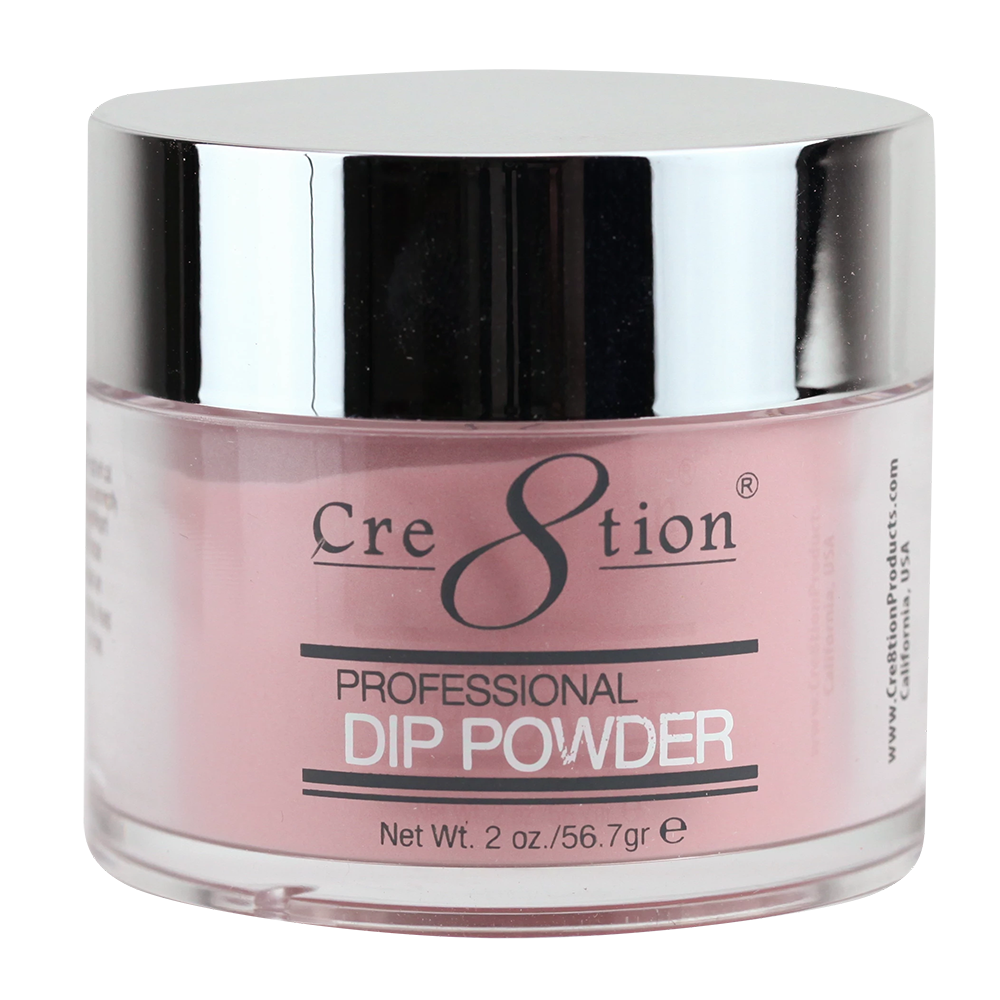 Cre8tion®
PROFESSIONAL
DIP POWDER
Net Wt. 2 oz./56.7gr ℮
www.Cre8tionProducts.com
California, USA